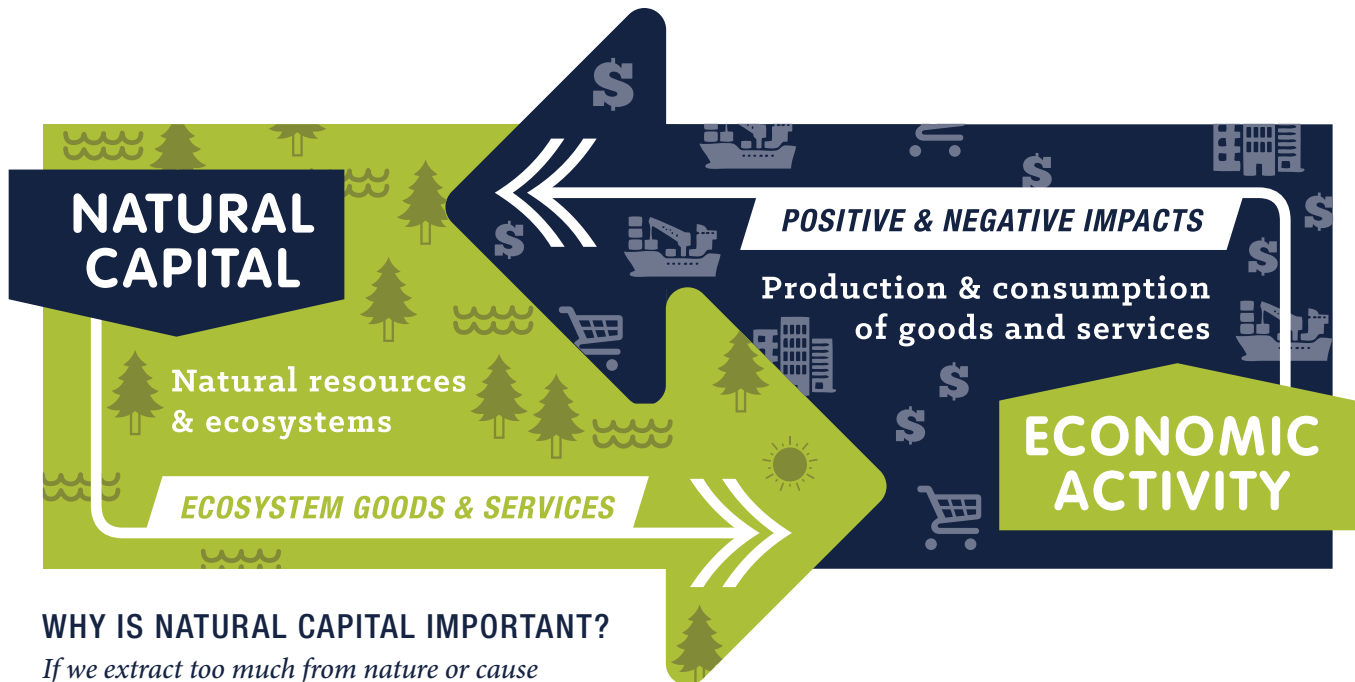 NATURAL
CAPITAL
Natural resources
& ecosystems
ECOSYSTEM GOODS & SERVICES
POSITIVE & NEGATIVE IMPACTS
Production & consumption
of goods and services
ECONOMIC
ACTIVITY
WHY IS NATURAL CAPITAL IMPORTANT?
If we extract too much from nature or cause